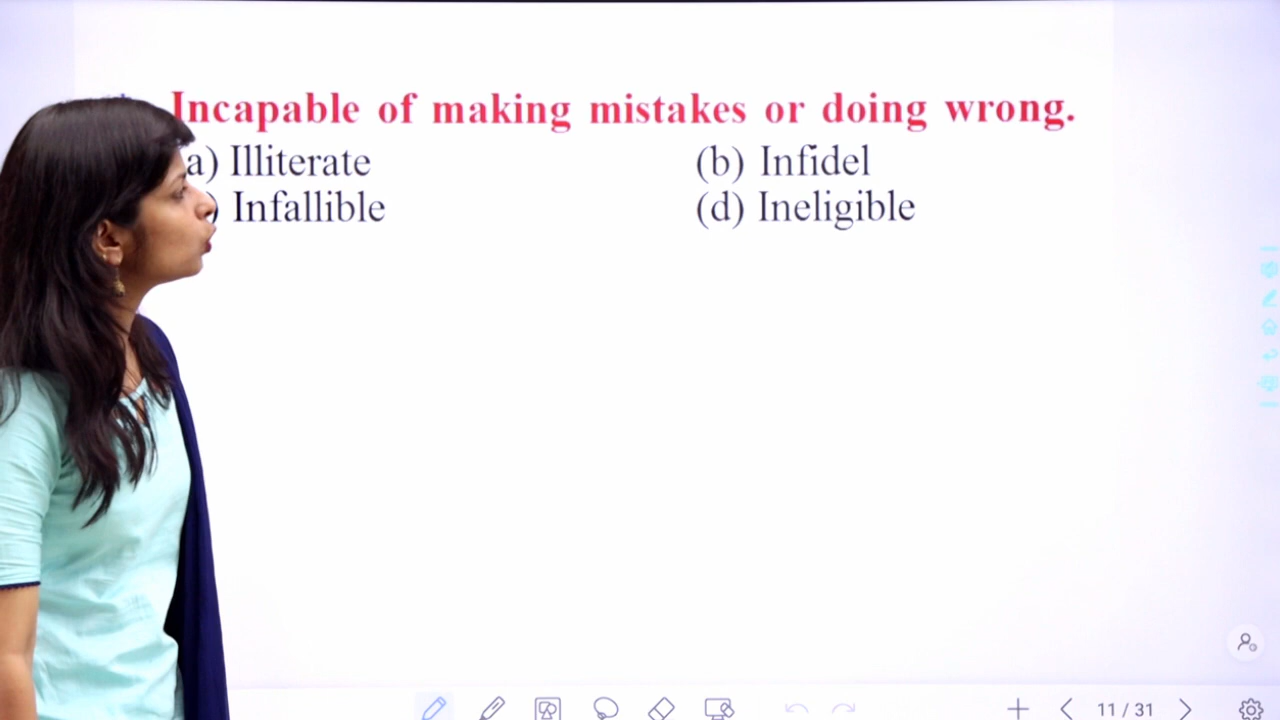 Incapable of making mistakes or doing wrong.
a) Illiterate (b) Infidel
) Infallible (d) Ineligible
11 / 31